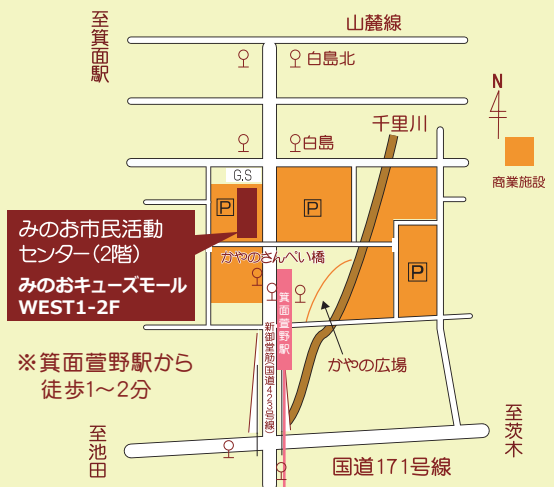 至箕面駅
山麓線
白島北
N
千里川
白島
G.S
商業施設
P
P
みのお市民活動
センター(2階)
みのおキューズモール
WEST1-2F
かやのさんぺい橋
P
箕面萱野駅
新御堂筋(国道423号線)
かやの広場
※箕面萱野駅から
徒歩1～2分
至池田
至茨木
国道171号線